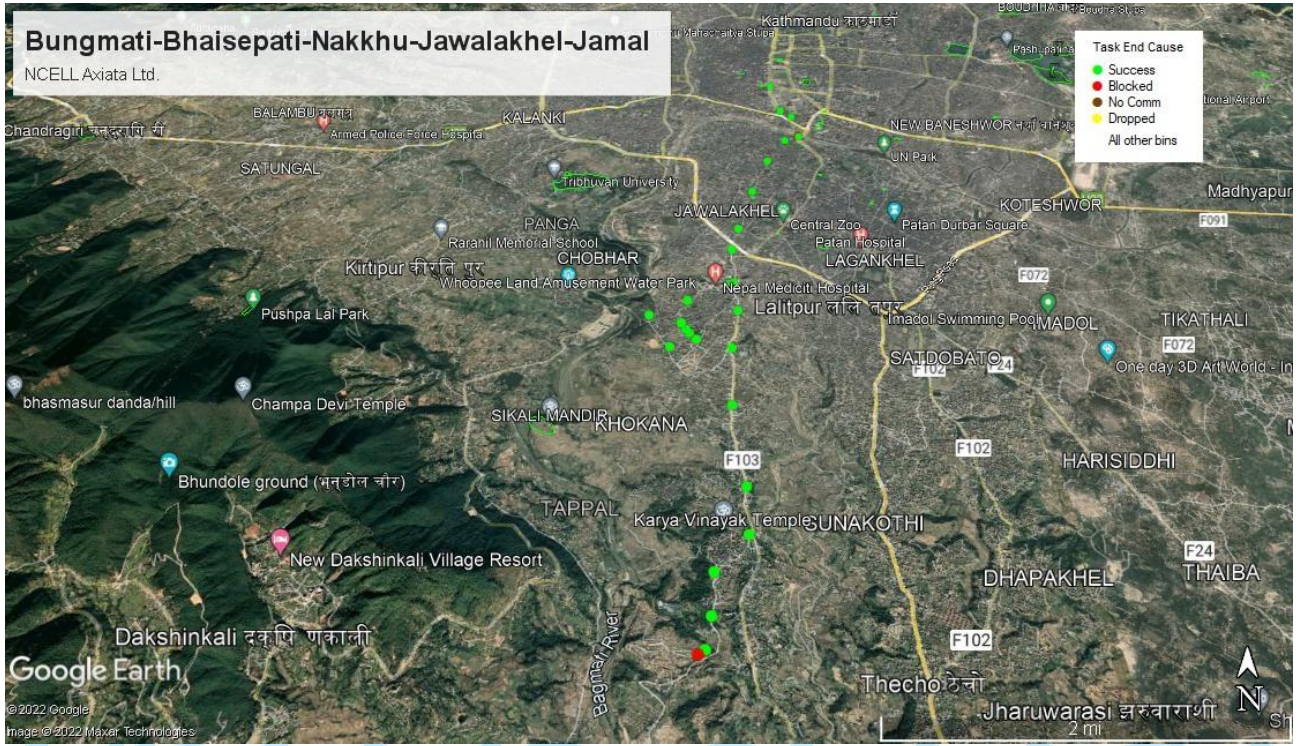 Bungmati-Bhaisepati-Nakkhu-Jawalakhel-Jamal
NCELL Axiata Ltd.
Task End Cause
Success
Blocked
No Comm
Dropped
All other bins
Kathmandu काठमाडौं
Boudha Stupa
BALAMBU
Armed Police Force Hospital
KALANKI
Chandragiri
SATUNGAL
Tribhuvan University
NEW BANESHWOR
UN Park
KOTESHWOR
Madhyapur
F091
PANGA
JAWALAKHEL
Central Zoo
Patan Durbar Square
Rarahil Memorial School
CHOBHAR
Patan Hospital
LAGANKHEL
Kirtipur
Whoopee Land Amusement Water Park
Nepal Mediciti Hospital
F072
Pushpa Lal Park
Lalitpur
Imadol Swimming Pool
IMADOL
TIKATHALI
F072
SATDOBATO
F102
F24
One day 3D Art World - In
bhasmasur danda/hill
Champa Devi Temple
SIKALI MANDIR
KHOKANA
F103
F102
HARISIDDHI
Bhundole ground
TAPPAL
Karya Vinayak Temple
SUNAKOTHI
New Dakshinkali Village Resort
F24
DHAPAKHEL
THAIBA
Dakshinkali
Bagmati River
F102
Google Earth
Thecho ठेचो
N
Jharuwarasi झरुवाराशी
2 mi
© 2022 Google
Image © 2022 Maxar Technologies